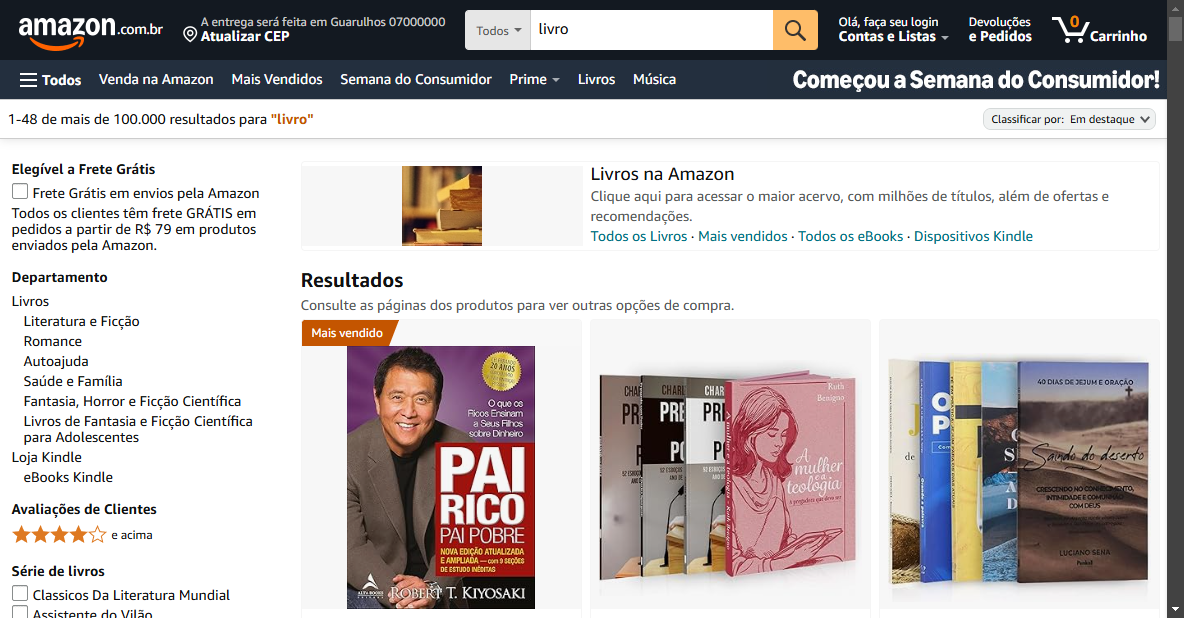 amazon.com.br
A entrega será feita em Guarulhos 07000000
Atualizar CEP
Todos
livro
Olá, faça seu login
Contas e Listas
Devoluções
e Pedidos
0
Carrinho
Todos
Venda na Amazon
Mais Vendidos
Semana do Consumidor
Prime
Livros
Música
Começou a Semana do Consumidor!
1-48 de mais de 100.000 resultados para "livro"
Classificar por: Em destaque
Elegível a Frete Grátis
Frete Grátis em envios pela Amazon
Todos os clientes têm frete GRÁTIS em
pedidos a partir de R$ 79 em produtos
enviados pela Amazon.
Departamento
Livros
Literatura e Ficção
Romance
Autoajuda
Saúde e Família
Fantasia, Horror e Ficção Científica
Livros de Fantasia e Ficção Científica
para Adolescentes
Loja Kindle
eBooks Kindle
Avaliações de Clientes
e acima
Série de livros
Classicos Da Literatura Mundial
Assistente do Vilão
Livros na Amazon
Clique aqui para acessar o maior acervo, com milhões de títulos, além de ofertas e
recomendações.
Todos os Livros · Mais vendidos · Todos os eBooks · Dispositivos Kindle
Resultados
Consulte as páginas dos produtos para ver outras opções de compra.
Mais vendido
20 ANOS
O que os
Ricos Ensinam
a Seus Filhos
sobre Dinheiro
PAI
RICO
PAI POBRE
NOVA EDIÇÃO ATUALIZADA
E AMPLIADA — com 9 SEÇÕES
DE ESTUDO INÉDITAS
ALTA BOOKS
ROBERT T. KIYOSAKI
Ruth
Benigno
A
mulher
e a
teologia
40 DIAS DE JEJUM E ORAÇÃO
Saindo do deserto
CRESCENDO NO CONHECIMENTO,
INTIMIDADE E COMUNHÃO
COM DEUS
LUCIANO SENA